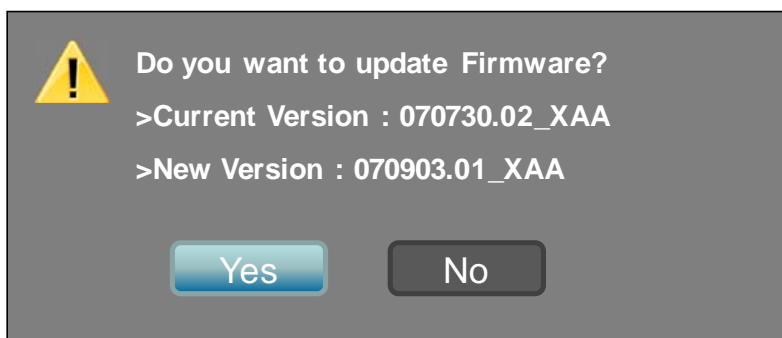 Do you want to update Firmware?
>Current Version : 070730.02_XAA
>New Version : 070903.01_XAA
Yes No